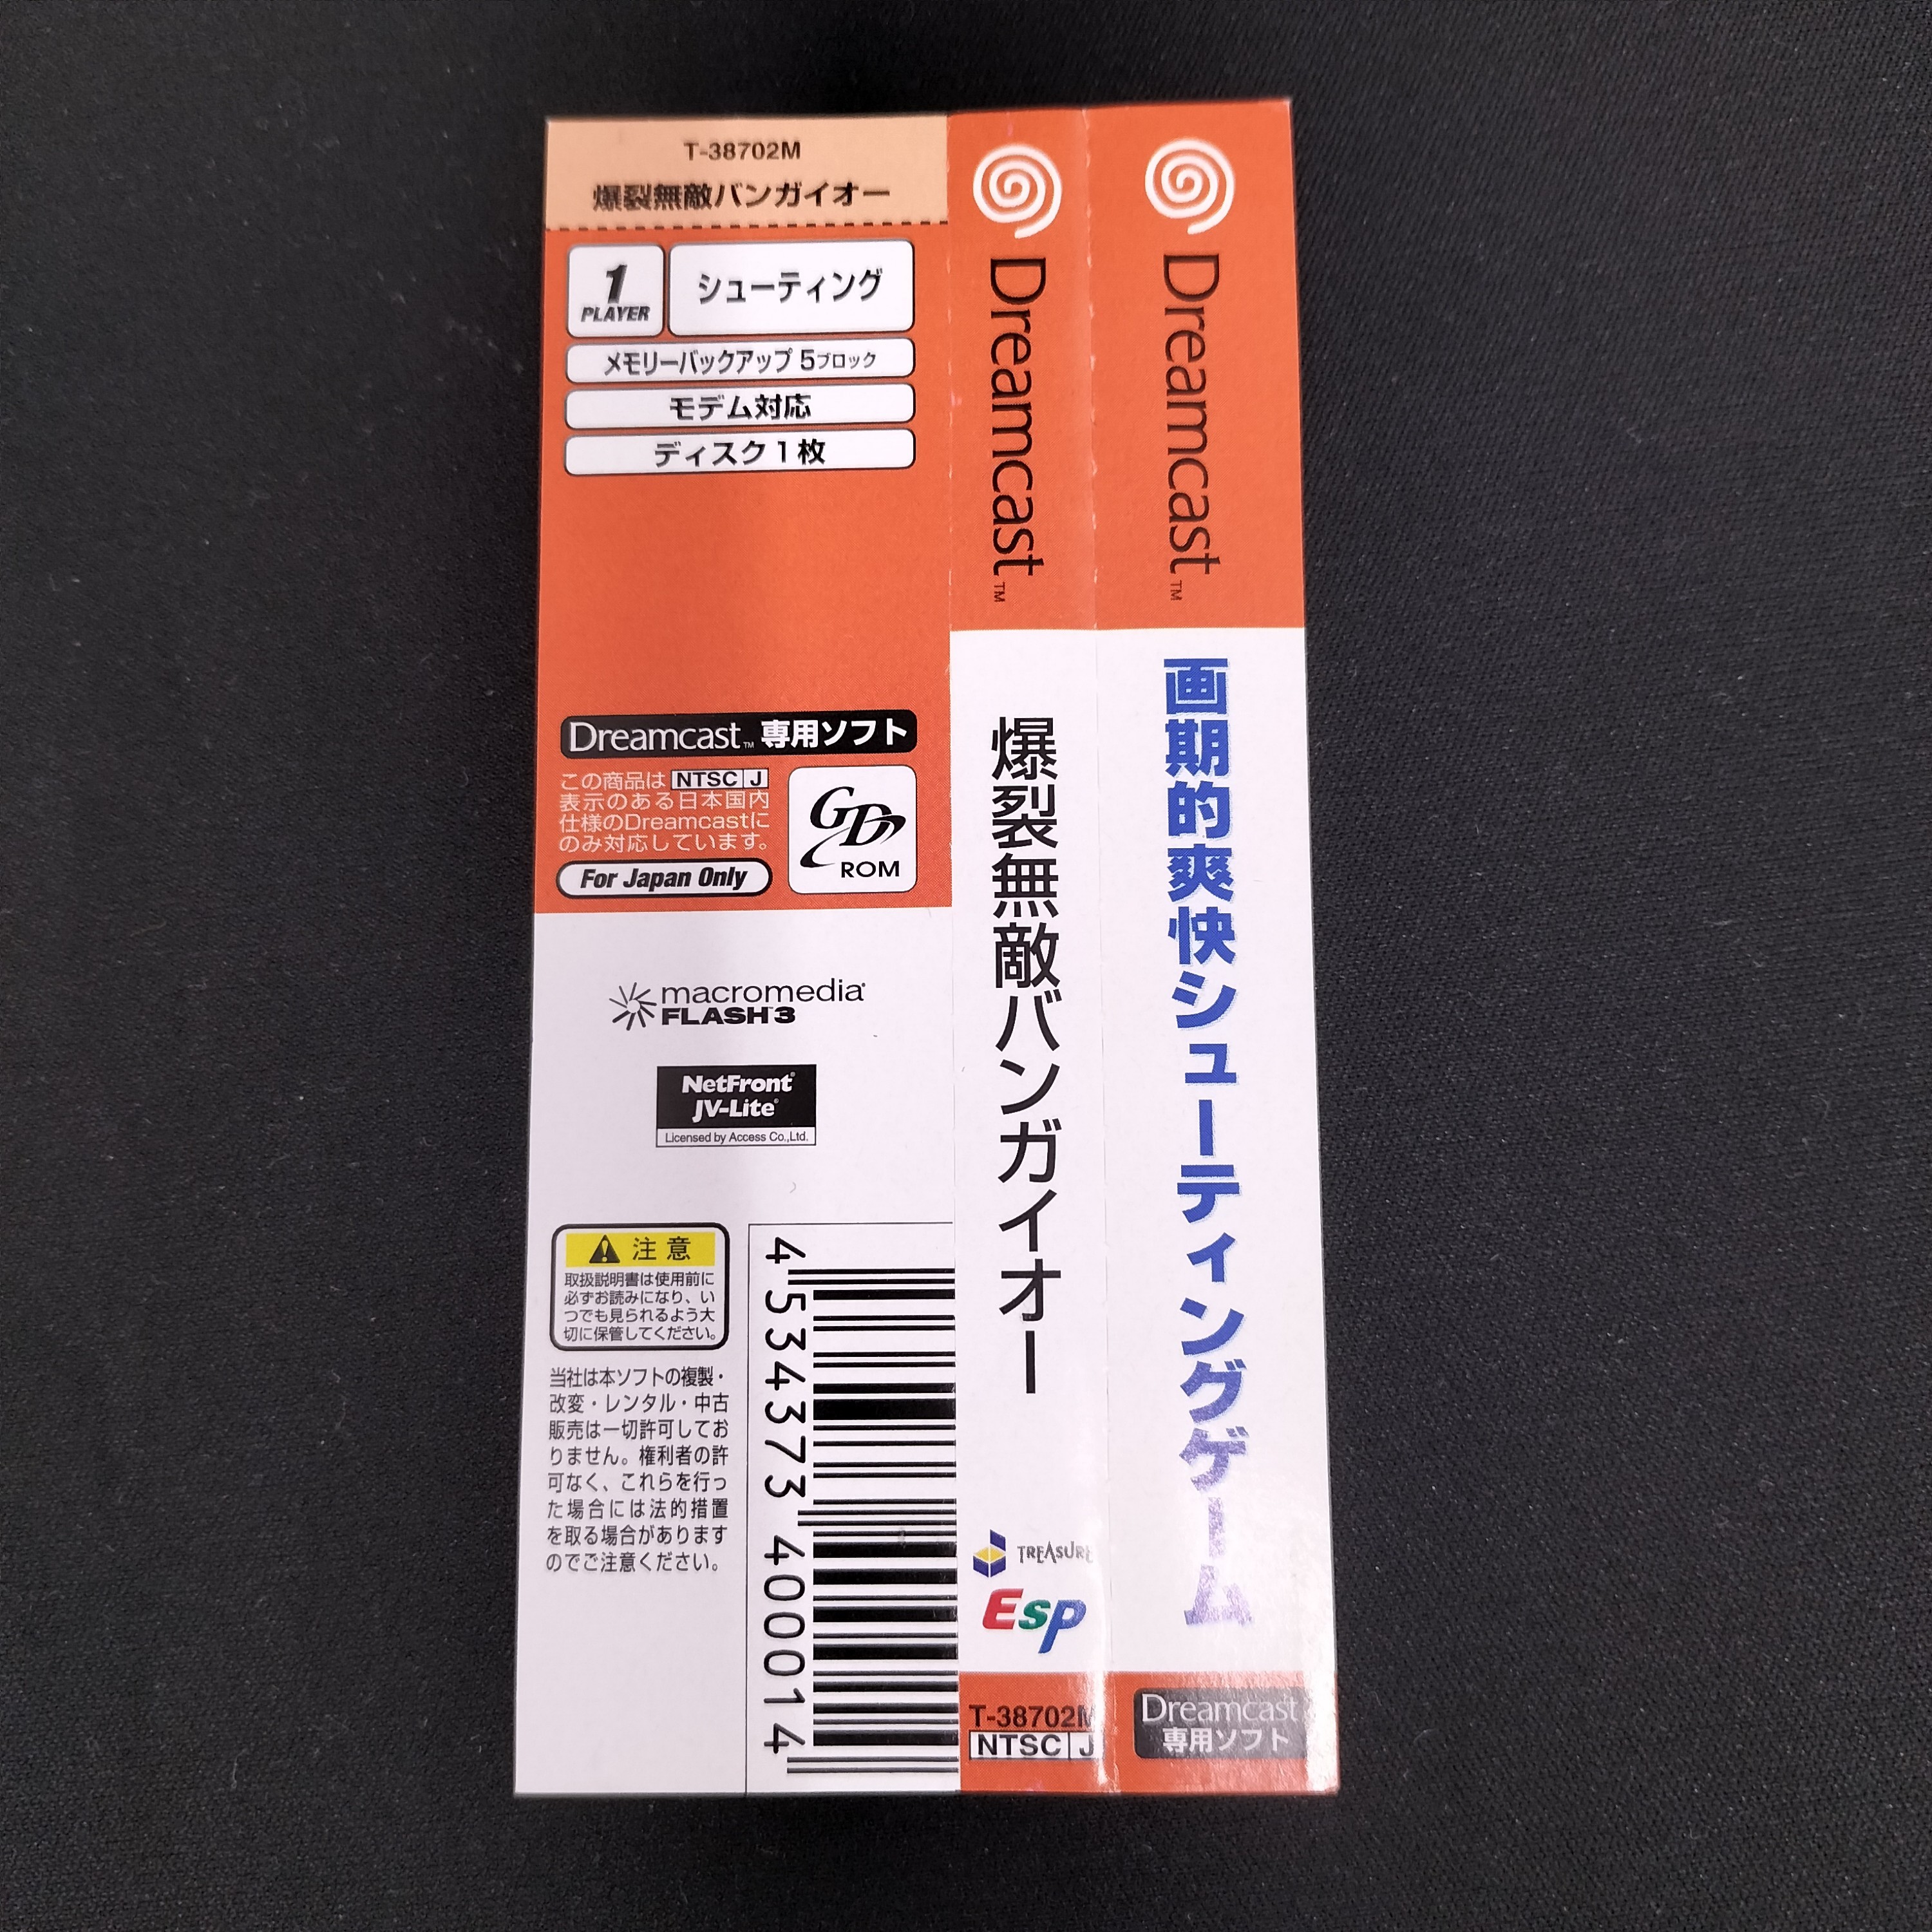 T-38702M
爆裂無敵バンガイオー
1
PLAYER
シューティング
メモリーバックアップ 5ブロック
モデム対応
ディスク1枚
Dreamcast™ 専用ソフト
この商品は NTSC J
表示のある日本国内
仕様のDreamcastに
のみ対応しています。
For Japan Only
GD
ROM
macromedia®
FLASH 3
NetFront®
JV-Lite®
Licensed by Access Co.,Ltd.
注意
取扱説明書は使用前に
必ずお読みになり、い
つでも見られるよう大
切に保管してください。
当社は本ソフトの複製・
改変・レンタル・中古
販売は一切許可してお
りません。権利者の許
可なく、これらを行っ
た場合には法的措置
を取る場合があります
のでご注意ください。
4 534373 400014
Dreamcast™
爆裂無敵バンガイオー
TREASURE
Esp
T-38702M
NTSC J
Dreamcast™
画期的爽快シューティングゲーム
Dreamcast
専用ソフト